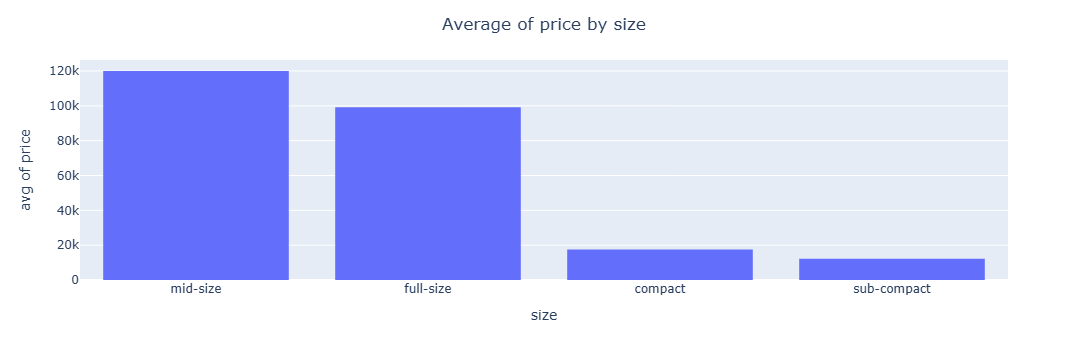 Average of price by size
avg of price
120k
100k
80k
60k
40k
20k
0
mid-size full-size compact sub-compact
size